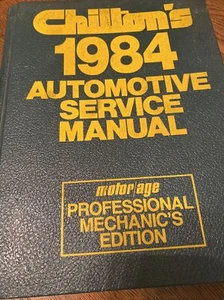 Chilton's
1984
AUTOMOTIVE
SERVICE
MANUAL
motor/age
PROFESSIONAL
MECHANIC'S
EDITION